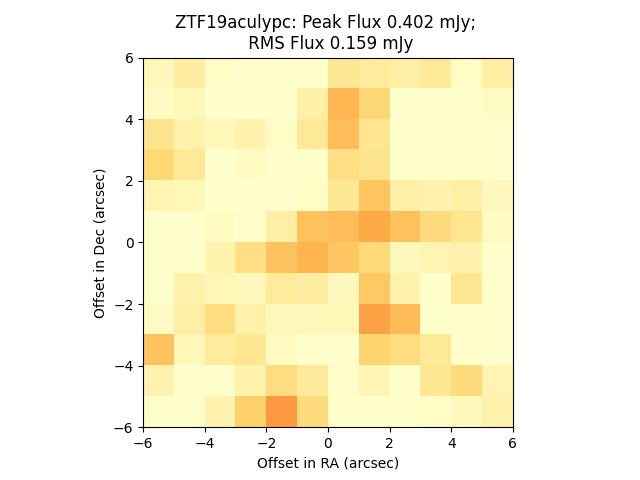 ZTF19aculypc: Peak Flux 0.402 mJy;
RMS Flux 0.159 mJy
6
4
2
0
−2
−4
−6
Offset in Dec (arcsec)
−6 −4 −2 0 2 4 6
Offset in RA (arcsec)